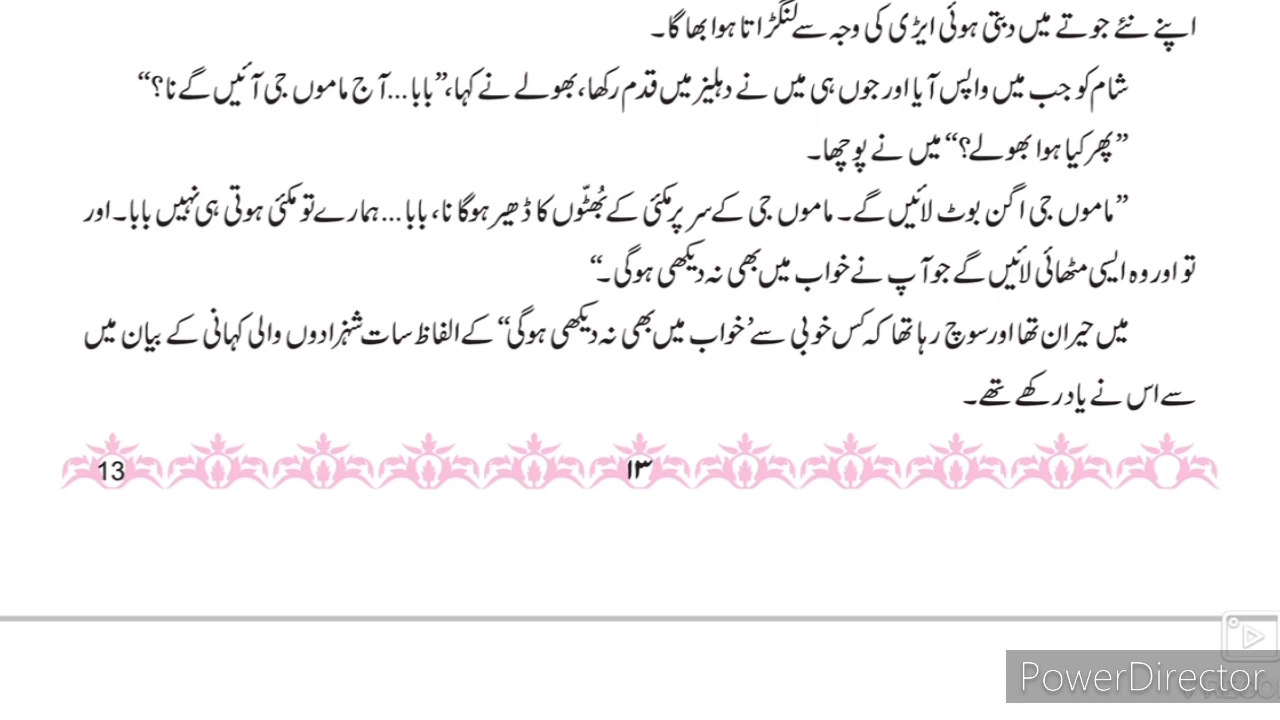 اپنے نئے جوتے میں دبتی ہوئی ایڑی کی وجہ سے لنگڑاتا ہوا بھاگا۔
شام کو جب میں واپس آیا اور جوں ہی میں نے دہلیز میں قدم رکھا، بھولے نے کہا، ”بابا...آج ماموں جی آئیں گے نا؟“
”پھر کیا ہوا بھولے؟“ میں نے پوچھا۔
”ماموں جی اگن بوٹ لائیں گے۔ ماموں جی کے سر پر مکئی کے بُھٹّوں کا ڈھیر ہوگا نا، بابا...ہمارے تو مکئی ہوتی ہی نہیں بابا۔ اور
تو اور وہ ایسی مٹھائی لائیں گے جو آپ نے خواب میں بھی نہ دیکھی ہوگی۔“
میں حیران تھا اور سوچ رہا تھا کہ کس خوبی سے ’خواب میں بھی نہ دیکھی ہوگی“ کے الفاظ سات شہزادوں والی کہانی کے بیان میں
سے اس نے یاد رکھے تھے۔
13
۱۳
PowerDirector